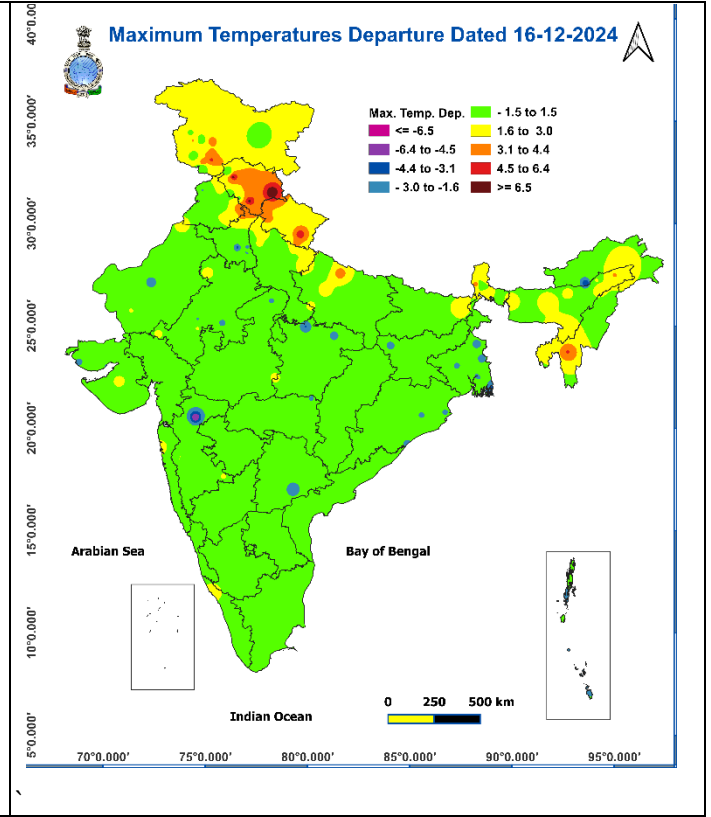 Maximum Temperatures Departure Dated 16-12-2024
Max. Temp. Dep.
<= -6.5
-6.4 to -4.5
-4.4 to -3.1
- 3.0 to -1.6
- 1.5 to 1.5
1.6 to 3.0
3.1 to 4.4
4.5 to 6.4
>= 6.5
40°0.000'
35°0.000'
30°0.000'
25°0.000'
20°0.000'
15°0.000'
10°0.000'
5°0.000'
Arabian Sea
Bay of Bengal
Indian Ocean
0 250 500 km
70°0.000' 75°0.000' 80°0.000' 85°0.000' 90°0.000' 95°0.000'
`